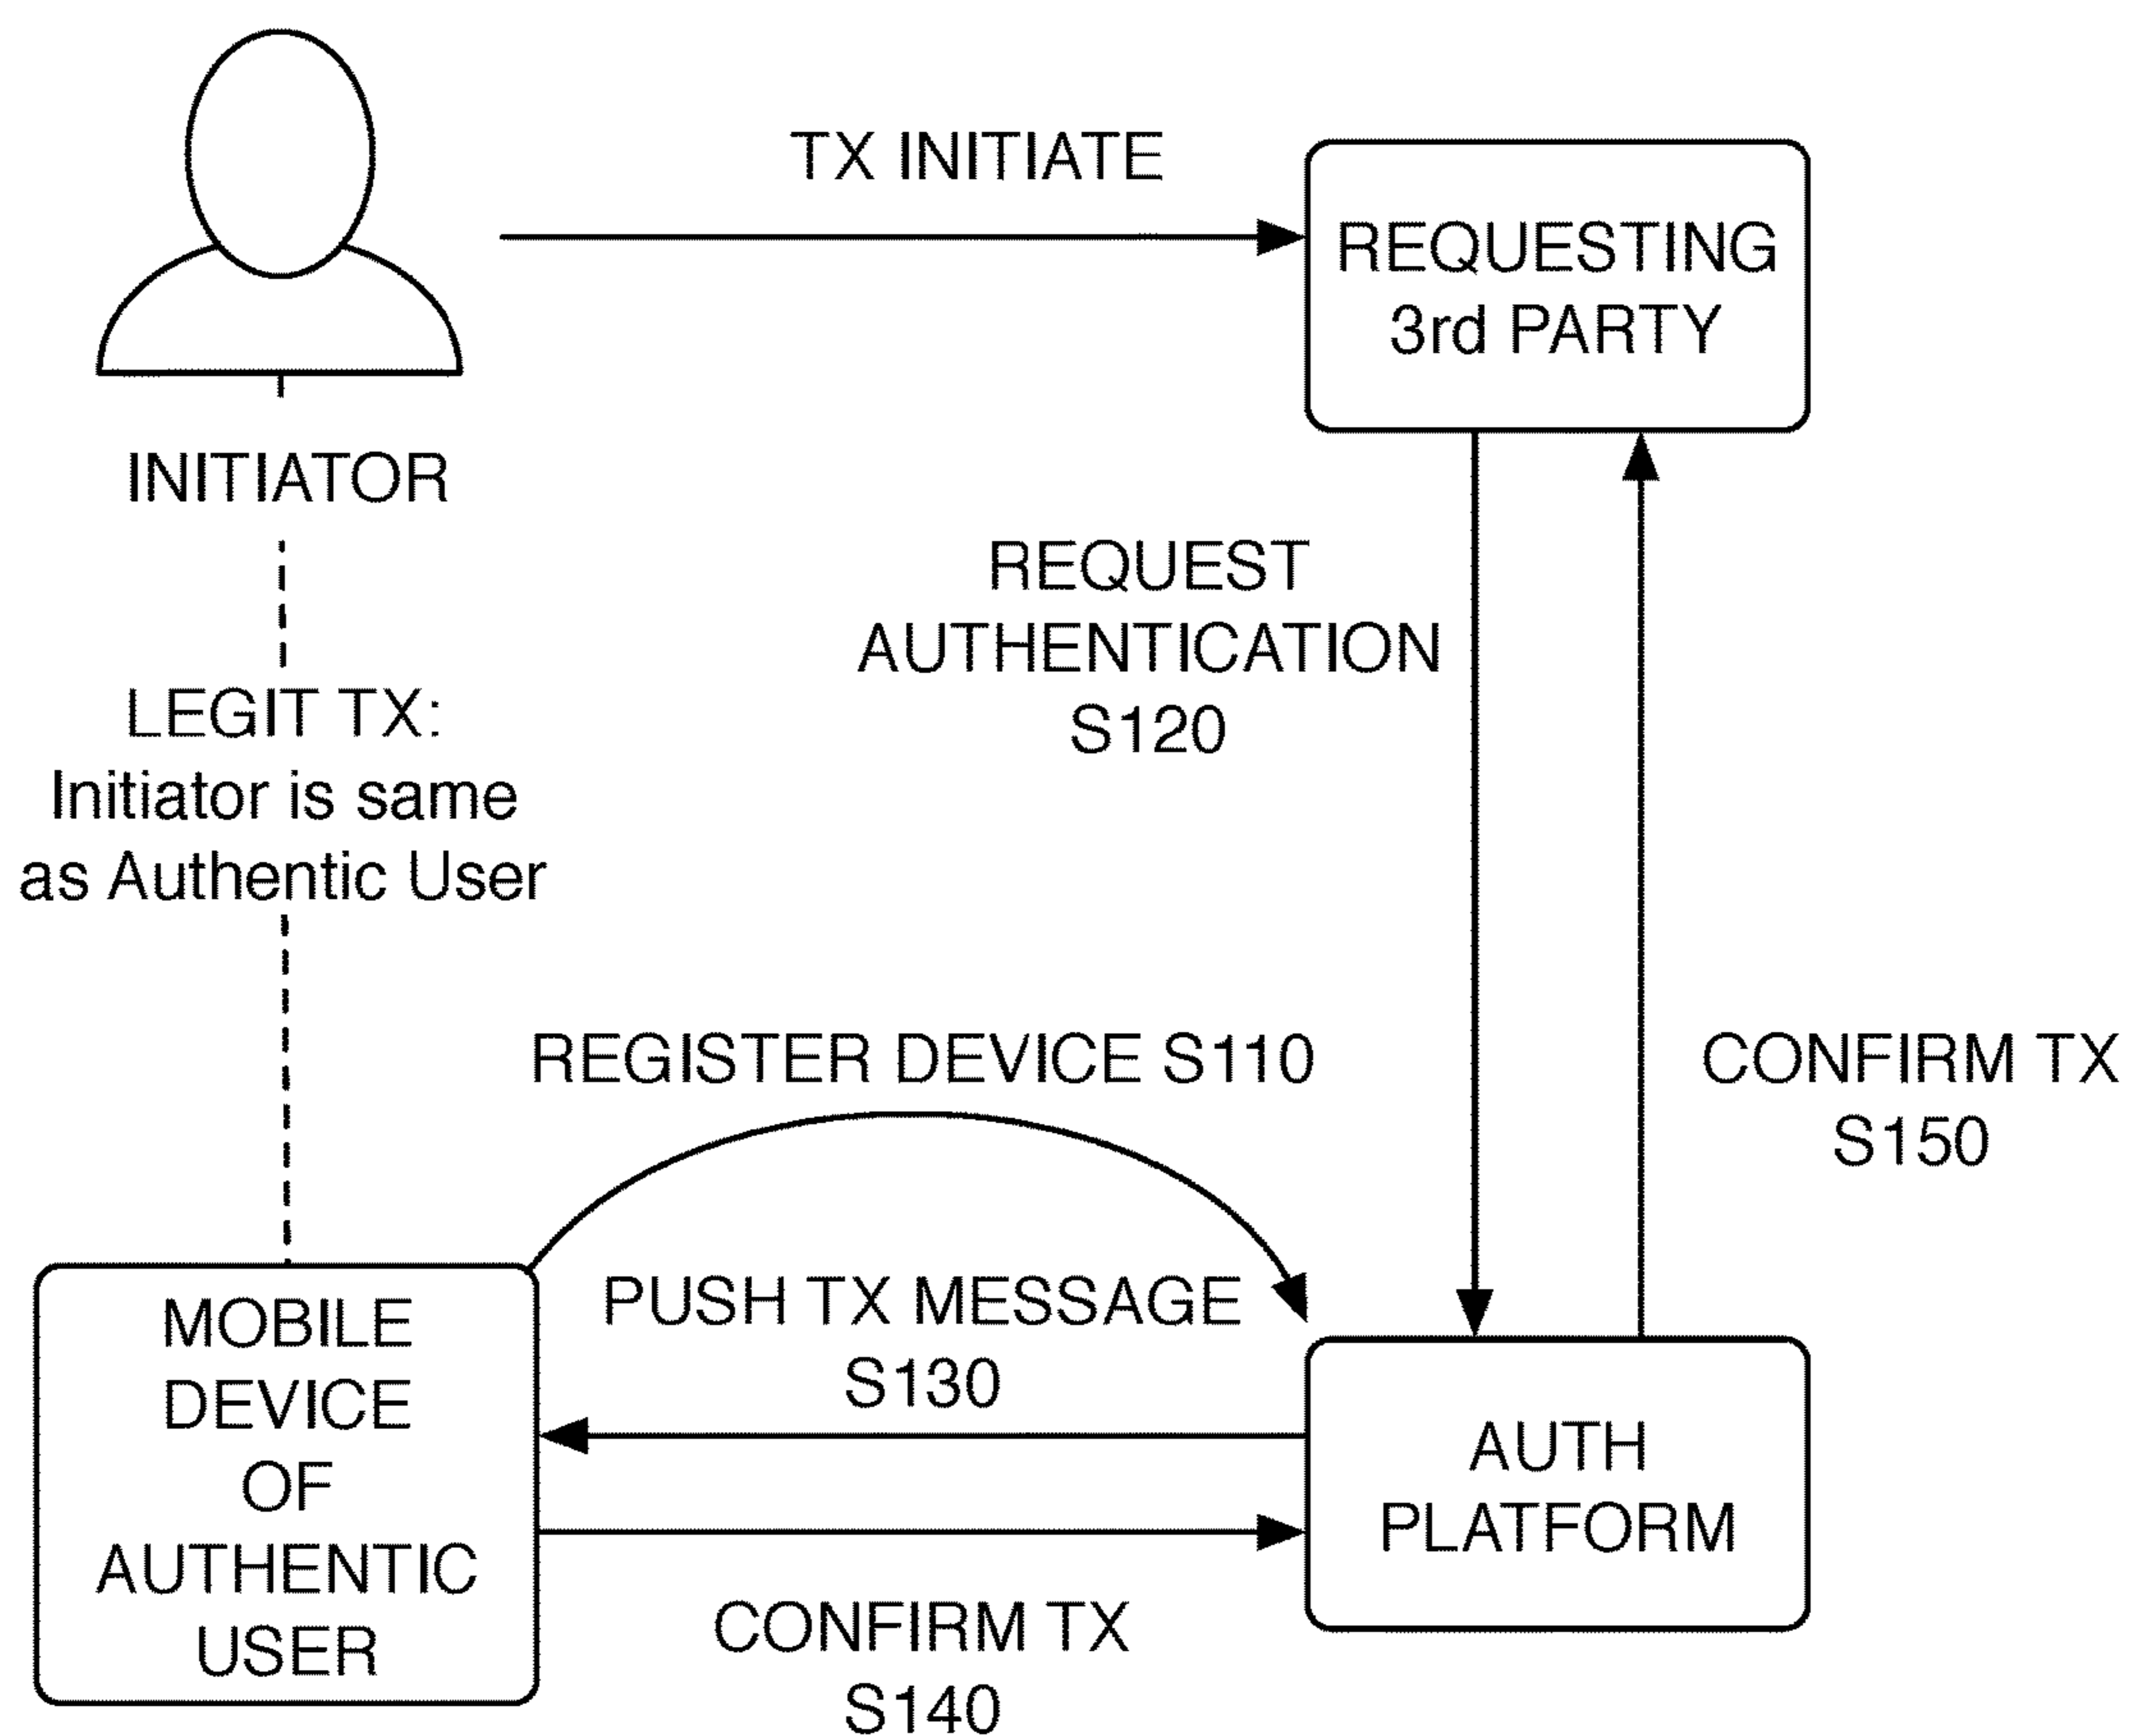 TX INITIATE
REQUESTING
3rd PARTY
INITIATOR
REQUEST
AUTHENTICATION
S120
LEGIT TX:
Initiator is same
as Authentic User
REGISTER DEVICE S110
CONFIRM TX
S150
PUSH TX MESSAGE
S130
MOBILE
DEVICE
OF
AUTHENTIC
USER
AUTH
PLATFORM
CONFIRM TX
S140